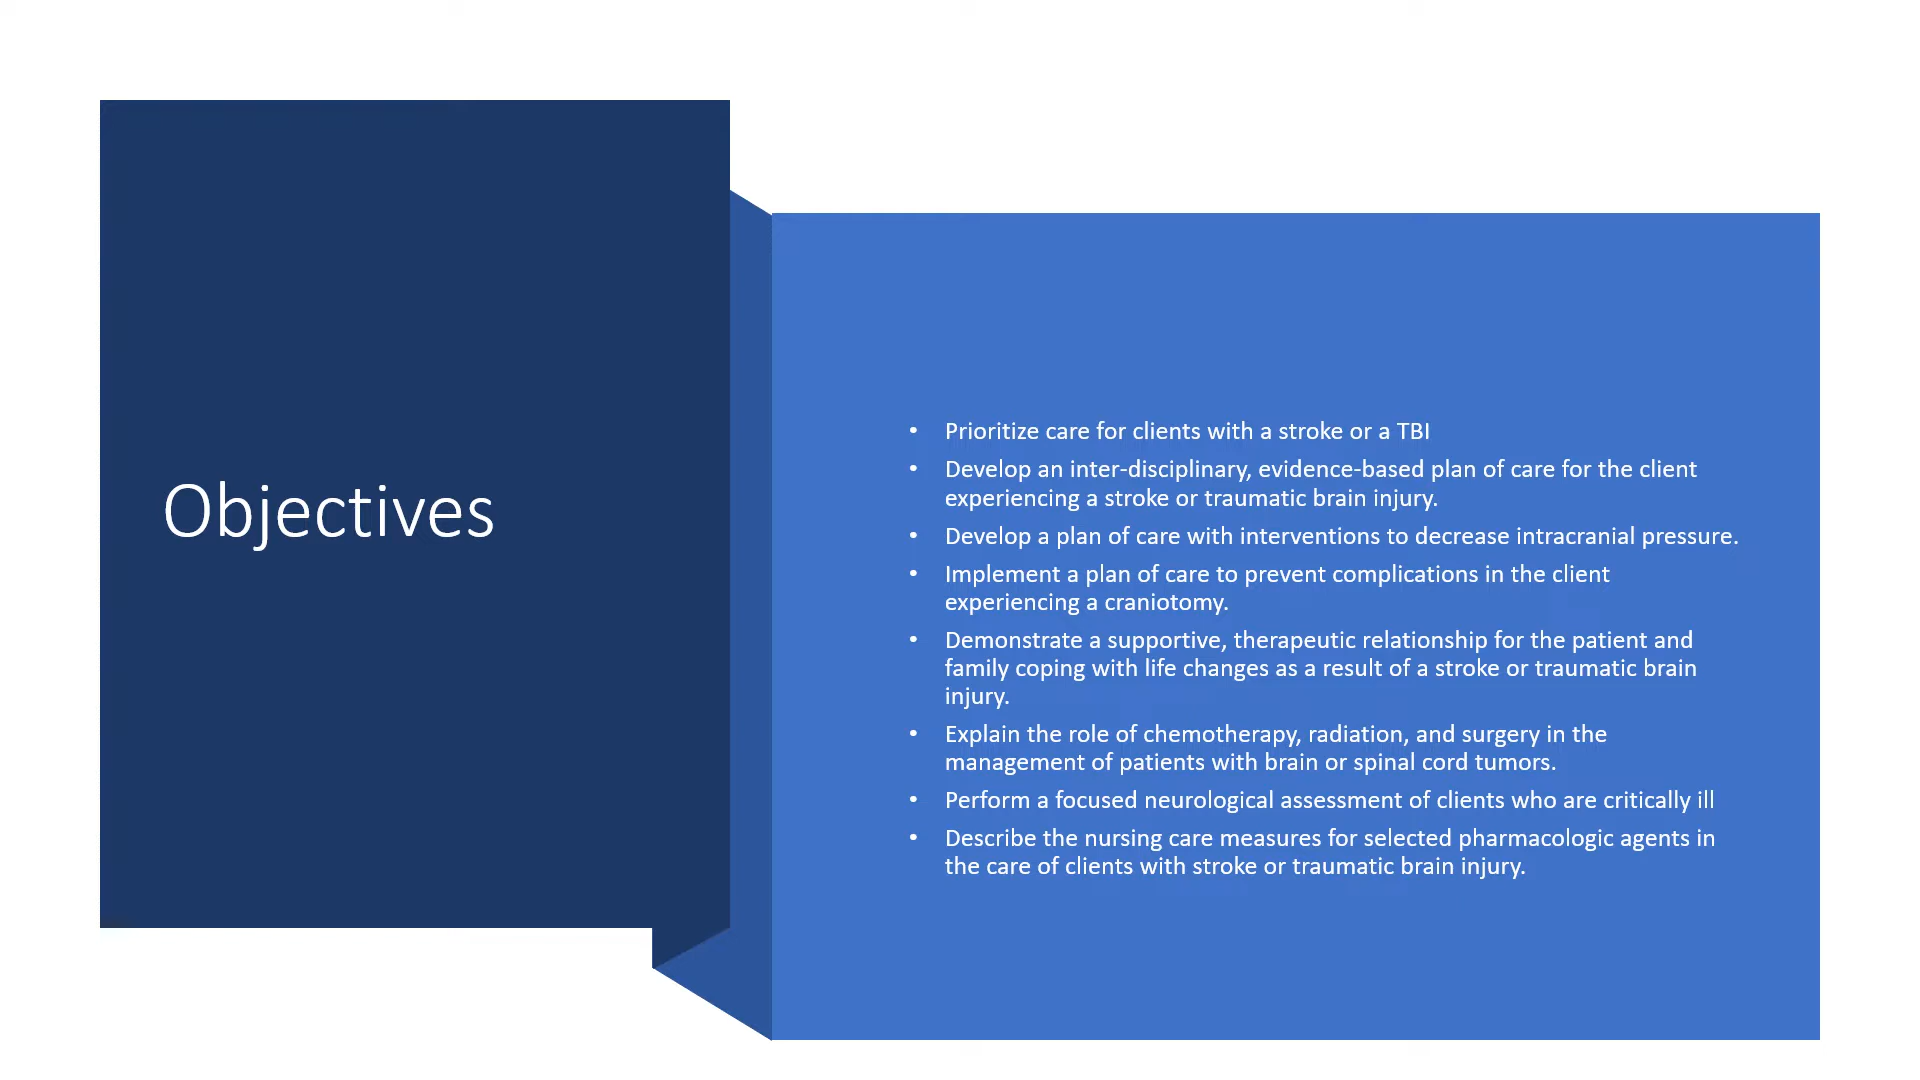 Objectives
• Prioritize care for clients with a stroke or a TBI
• Develop an inter-disciplinary, evidence-based plan of care for the client
experiencing a stroke or traumatic brain injury.
• Develop a plan of care with interventions to decrease intracranial pressure.
• Implement a plan of care to prevent complications in the client
experiencing a craniotomy.
• Demonstrate a supportive, therapeutic relationship for the patient and
family coping with life changes as a result of a stroke or traumatic brain
injury.
• Explain the role of chemotherapy, radiation, and surgery in the
management of patients with brain or spinal cord tumors.
• Perform a focused neurological assessment of clients who are critically ill
• Describe the nursing care measures for selected pharmacologic agents in
the care of clients with stroke or traumatic brain injury.